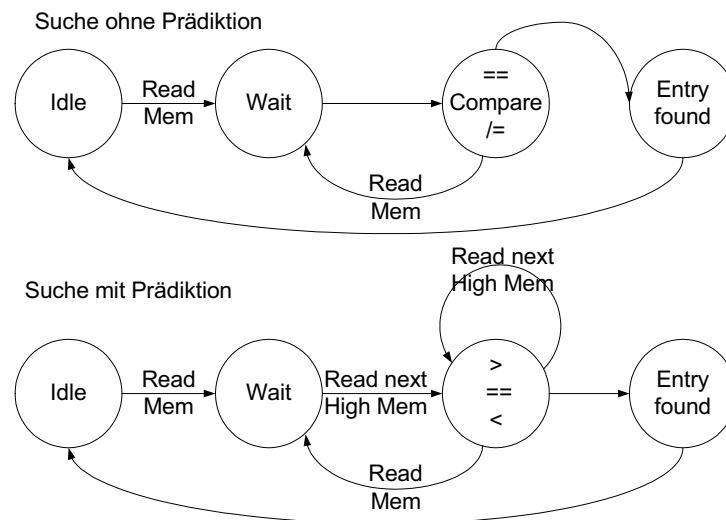 Suche ohne Prädiktion
Idle
Read
Mem
Wait
==
Compare
/=
Entry
found
Read
Mem
Suche mit Prädiktion
Read next
High Mem
Idle
Read
Mem
Wait
Read next
High Mem
>
==
<
Entry
found
Read
Mem